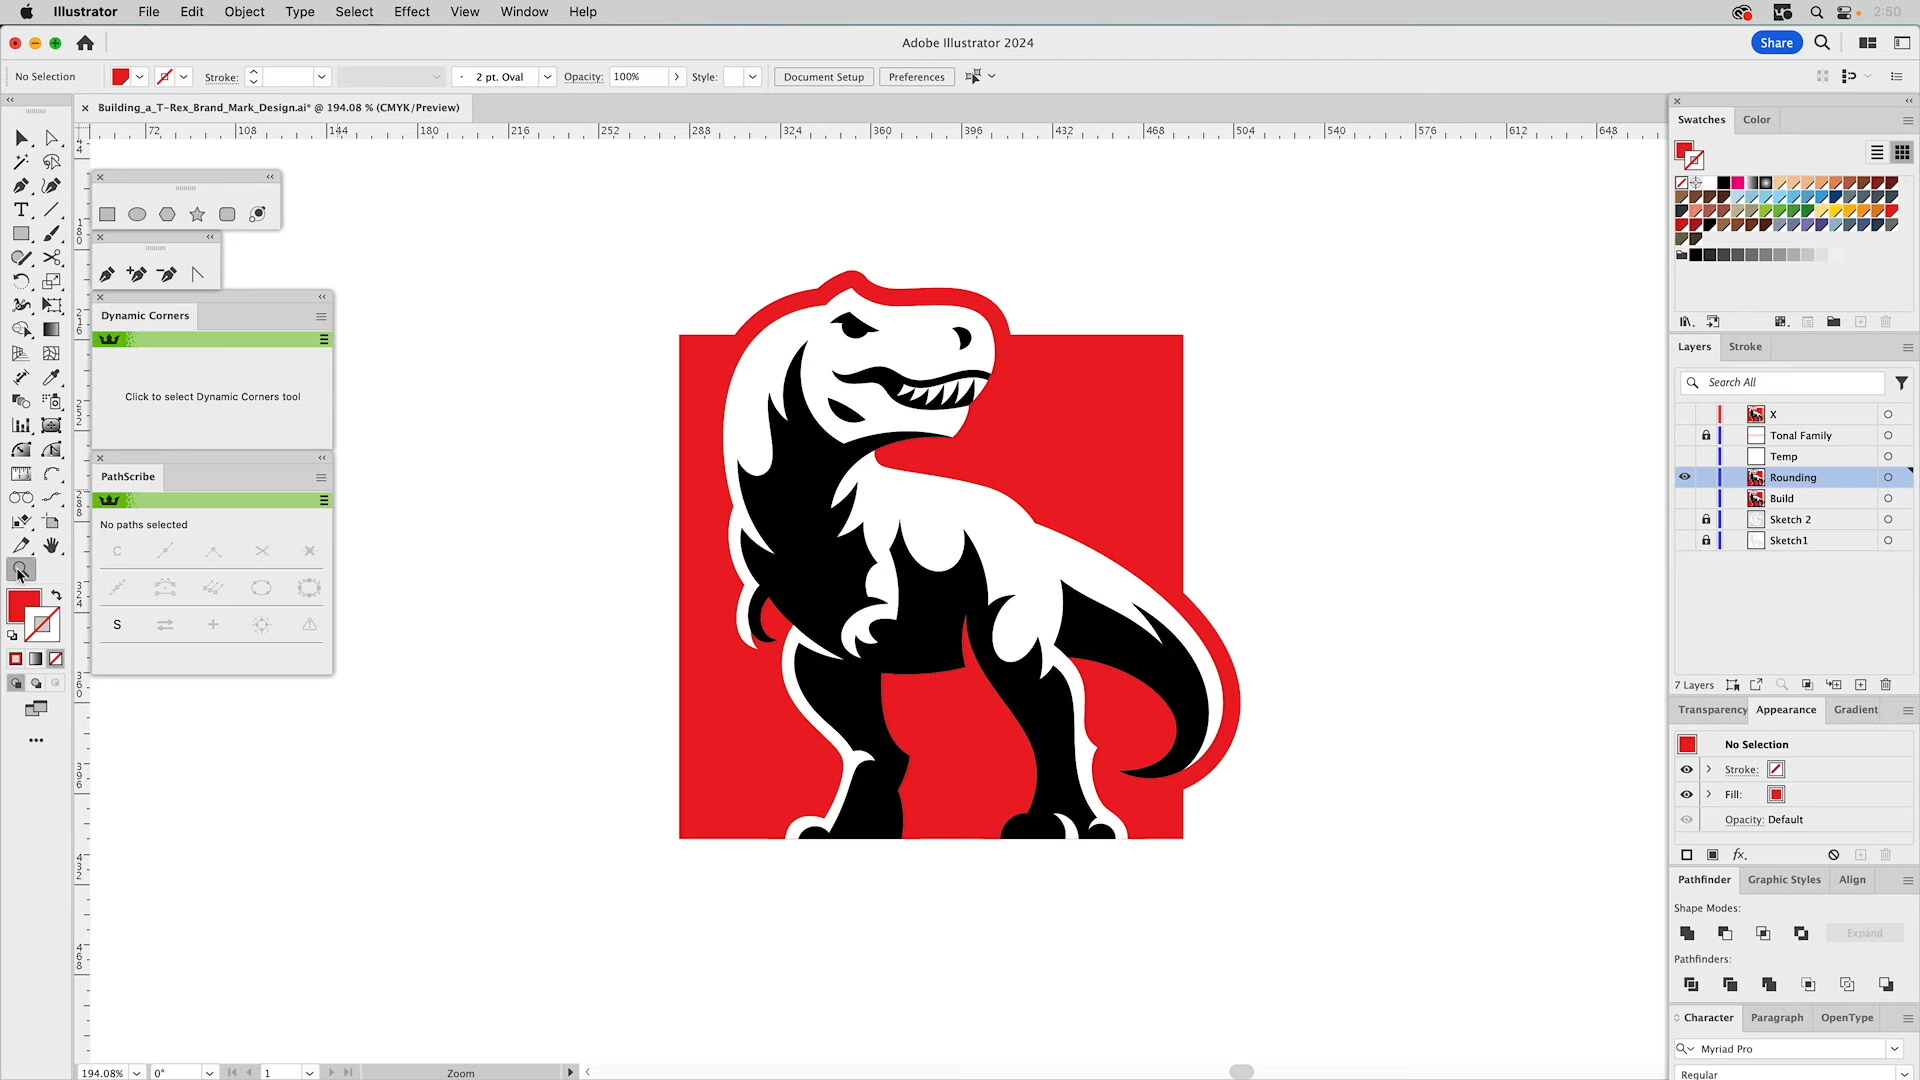 Illustrator File Edit Object Type Select Effect View Window Help 2:50
Adobe Illustrator 2024 Share
No Selection Stroke: 2 pt. Oval Opacity: 100% Style: Document Setup Preferences
Building_a_T-Rex_Brand_Mark_Design.ai* @ 194.08 % (CMYK/Preview)
72 108 144 180 216 252 288 324 360 396 432 468 504 540 576 612 648
Dynamic Corners
Click to select Dynamic Corners tool
PathScribe
No paths selected
C
S
Swatches Color
Layers Stroke
Search All
X
Tonal Family
Temp
Rounding
Build
Sketch 2
Sketch1
7 Layers
Transparency Appearance Gradient
No Selection
Stroke:
Fill:
Opacity: Default
fx.
Pathfinder Graphic Styles Align
Shape Modes:
Expand
Pathfinders:
Character Paragraph OpenType
Myriad Pro
Regular
194.08% 0° 1 Zoom